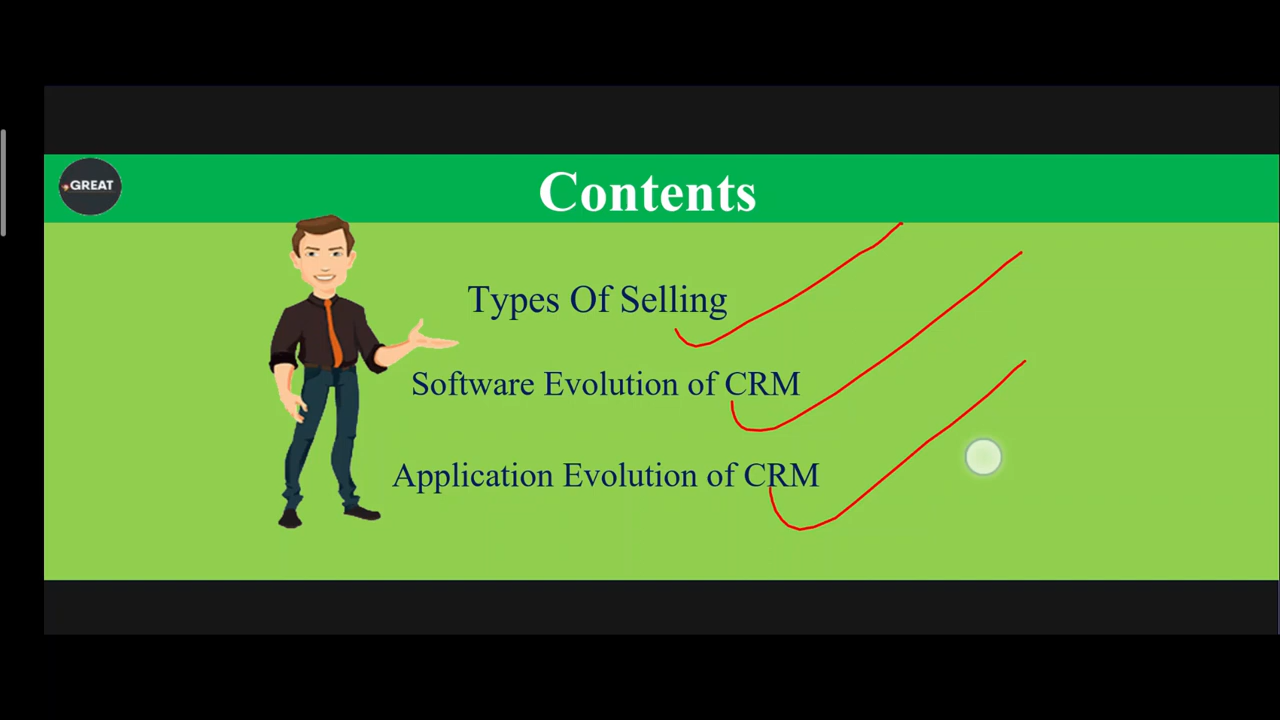 GREAT
Contents
Types Of Selling
Software Evolution of CRM
Application Evolution of CRM